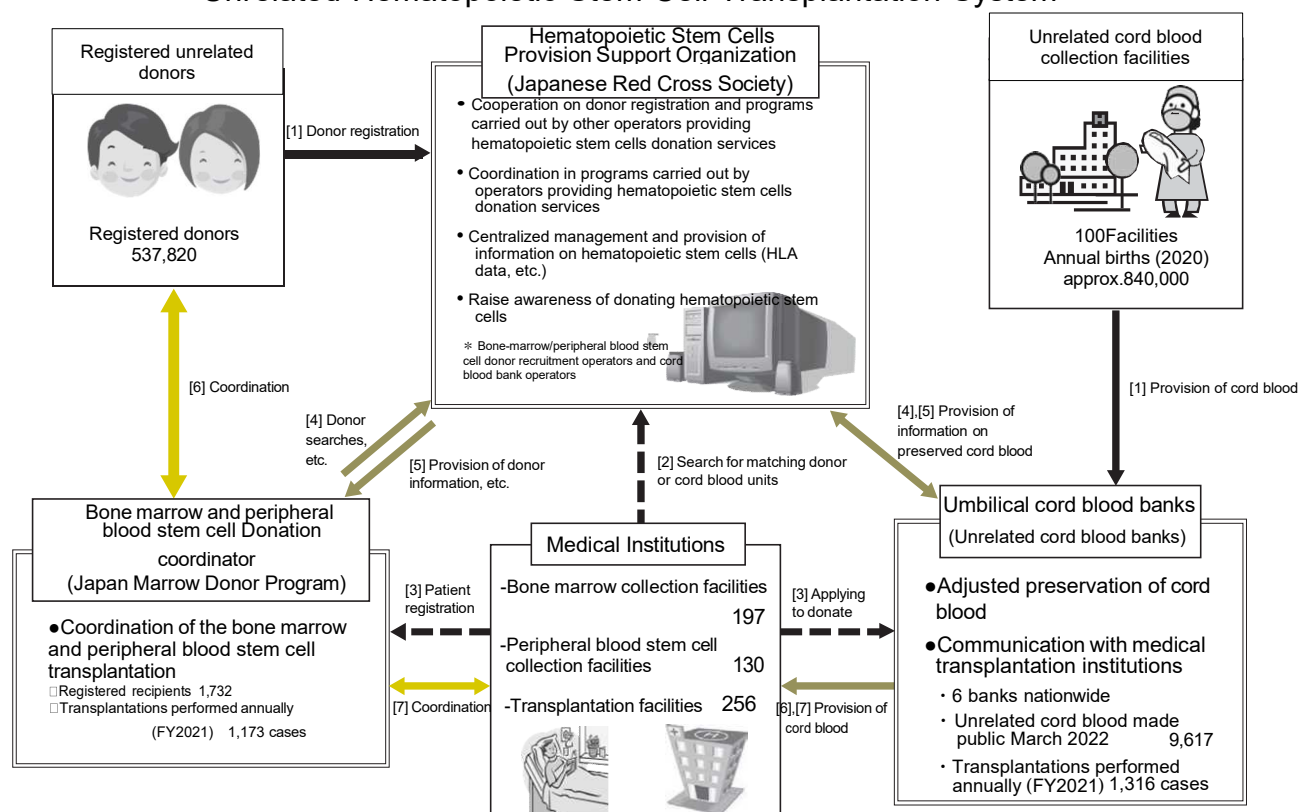 Unrelated Hematopoietic Stem Cell Transplantation System
Registered unrelated
donors
Registered donors
537,820
[1] Donor registration
Hematopoietic Stem Cells
Provision Support Organization
(Japanese Red Cross Society)
• Cooperation on donor registration and programs
carried out by other operators providing
hematopoietic stem cells donation services
• Coordination in programs carried out by
operators providing hematopoietic stem cells
donation services
• Centralized management and provision of
information on hematopoietic stem cells (HLA
data, etc.)
• Raise awareness of donating hematopoietic stem
cells
＊ Bone-marrow/peripheral blood stem
cell donor recruitment operators and cord
blood bank operators
Unrelated cord blood
collection facilities
H
100Facilities
Annual births (2020)
approx.840,000
[1] Provision of cord blood
[6] Coordination
[4] Donor
searches,
etc.
[5] Provision of donor
information, etc.
[2] Search for matching donor
or cord blood units
[4],[5] Provision of
information on
preserved cord blood
Bone marrow and peripheral
blood stem cell Donation
coordinator
(Japan Marrow Donor Program)
●Coordination of the bone marrow
and peripheral blood stem cell
transplantation
□Registered recipients 1,732
□Transplantations performed annually
(FY2021) 1,173 cases
[3] Patient
registration
[7] Coordination
Medical Institutions
-Bone marrow collection facilities
197
-Peripheral blood stem cell
collection facilities 130
-Transplantation facilities 256
[3] Applying
to donate
[6],[7] Provision of
cord blood
Umbilical cord blood banks
(Unrelated cord blood banks)
●Adjusted preservation of cord
blood
●Communication with medical
transplantation institutions
・6 banks nationwide
・Unrelated cord blood made
public March 2022 9,617
・Transplantations performed
annually (FY2021) 1,316 cases